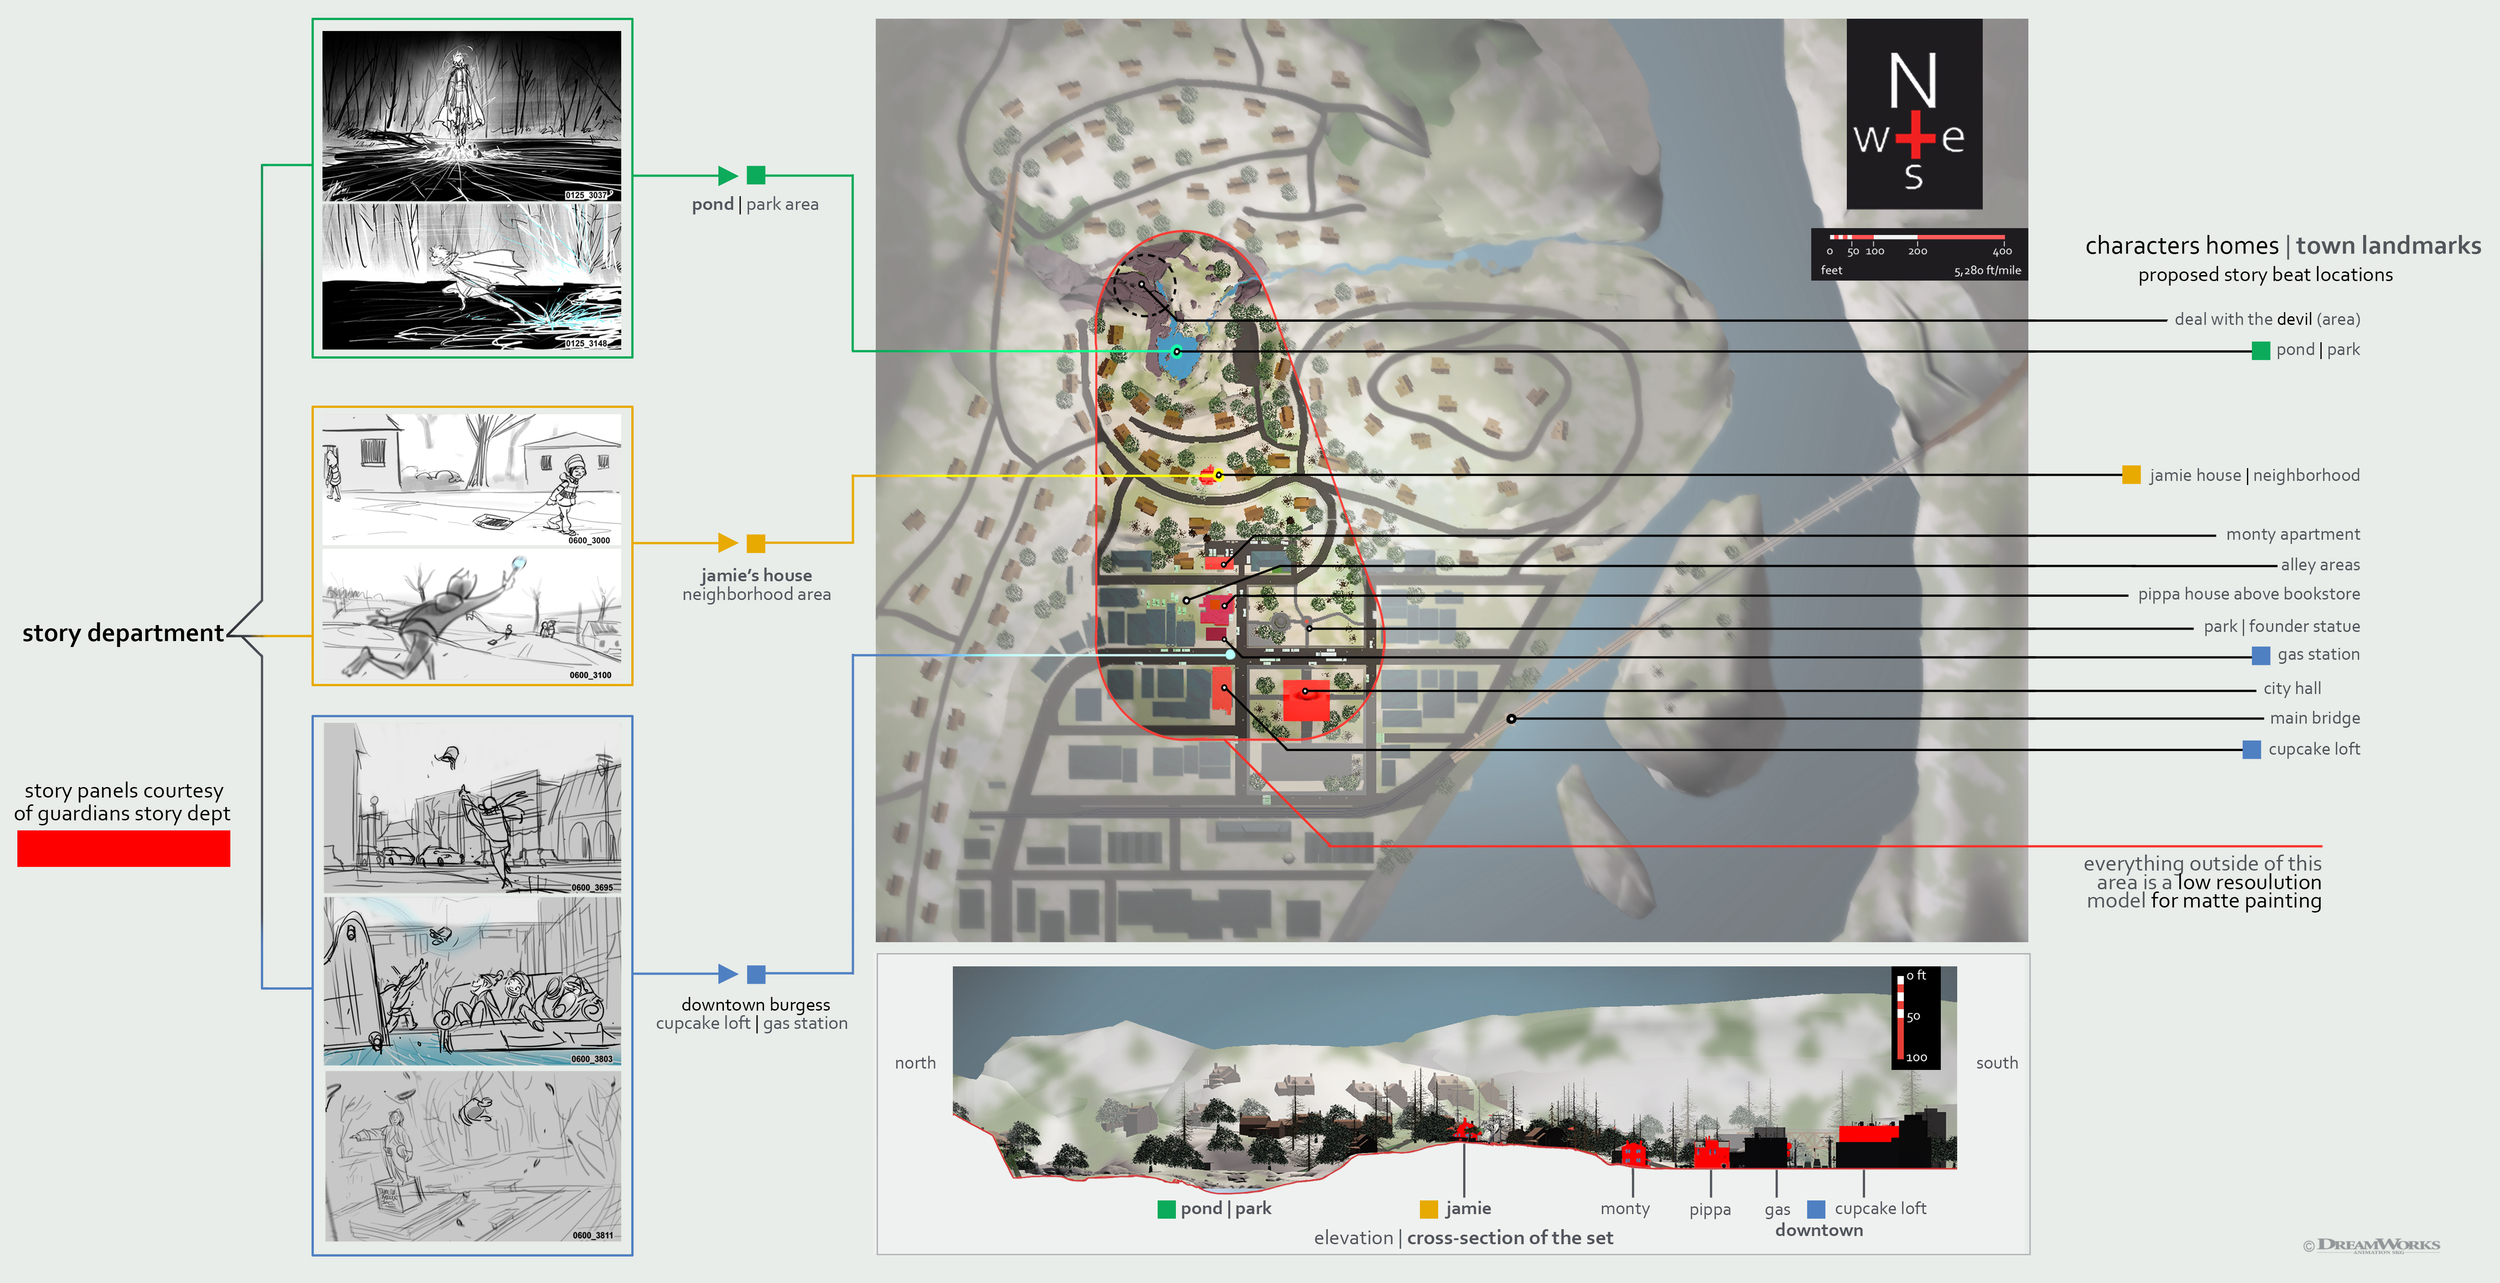 0125_3037
0125_3148
pond | park area
0600_3000
0600_3100
jamie's house
neighborhood area
story department
story panels courtesy
of guardians story dept
0600_3695
0600_3803
0600_3811
downtown burgess
cupcake loft | gas station
N
w e
s
0 50 100 200 400
feet 5,280 ft/mile
characters homes | town landmarks
proposed story beat locations
deal with the devil (area)
pond | park
jamie house | neighborhood
monty apartment
alley areas
pippa house above bookstore
park | founder statue
gas station
city hall
main bridge
cupcake loft
everything outside of this
area is a low resoulution
model for matte painting
north
south
0 ft
50
100
pond | park
jamie
monty
pippa
gas
cupcake loft
downtown
elevation | cross-section of the set
© DREAMWORKS
ANIMATION SKG